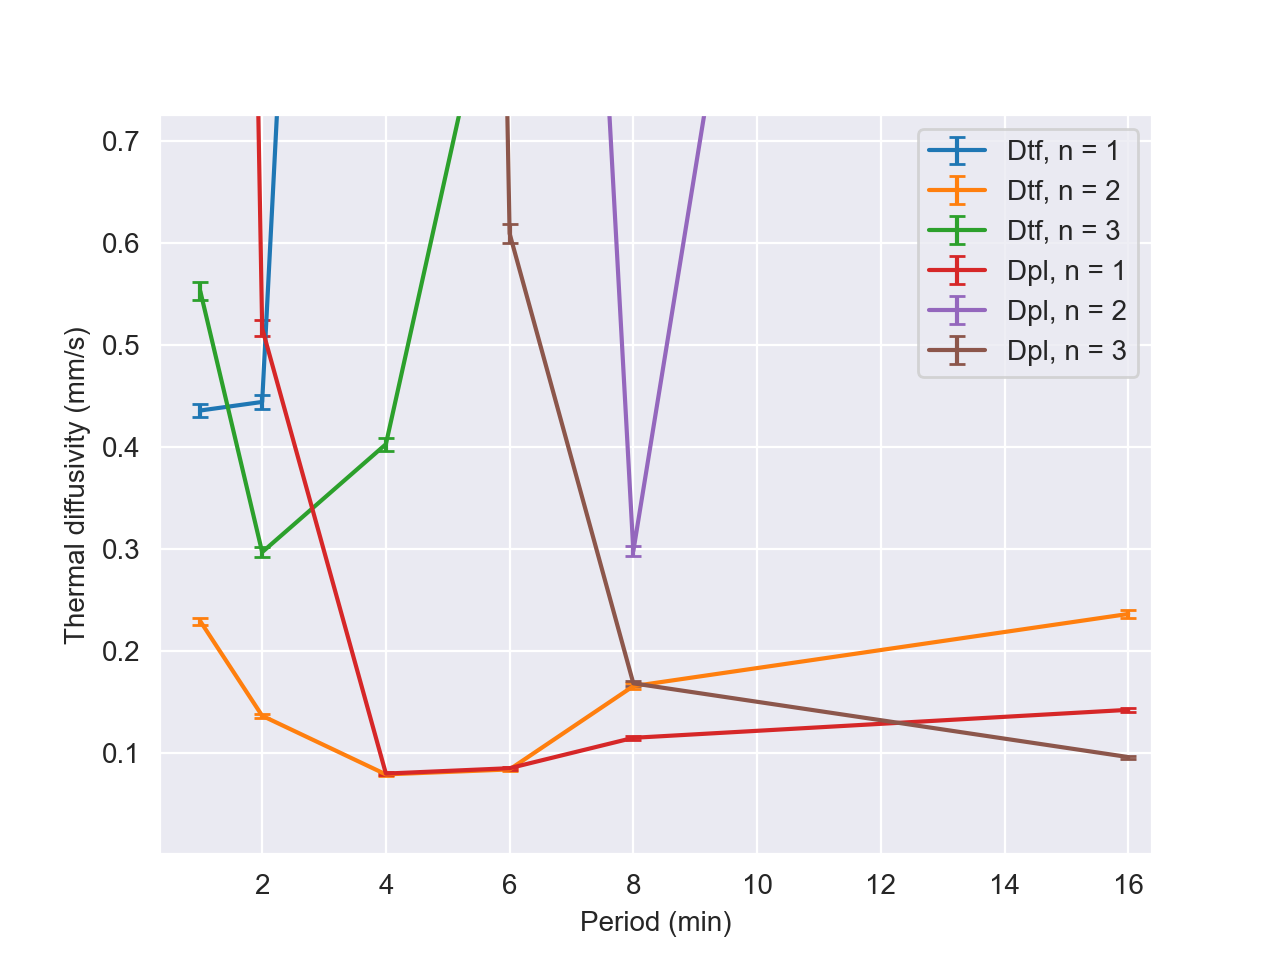 0.7
0.6
0.5
0.4
0.3
0.2
0.1
Thermal diffusivity (mm/s)
2 4 6 8 10 12 14 16
Period (min)
Dtf, n = 1
Dtf, n = 2
Dtf, n = 3
Dpl, n = 1
Dpl, n = 2
Dpl, n = 3